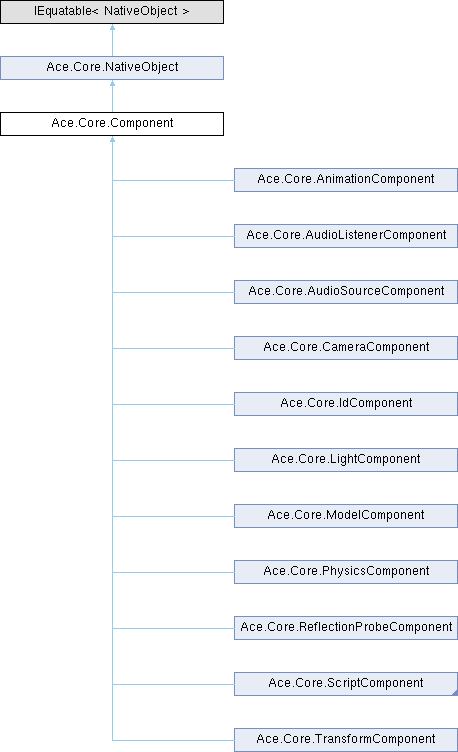 IEquatable< NativeObject >
Ace.Core.NativeObject
Ace.Core.Component
Ace.Core.AnimationComponent
Ace.Core.AudioListenerComponent
Ace.Core.AudioSourceComponent
Ace.Core.CameraComponent
Ace.Core.IdComponent
Ace.Core.LightComponent
Ace.Core.ModelComponent
Ace.Core.PhysicsComponent
Ace.Core.ReflectionProbeComponent
Ace.Core.ScriptComponent
Ace.Core.TransformComponent